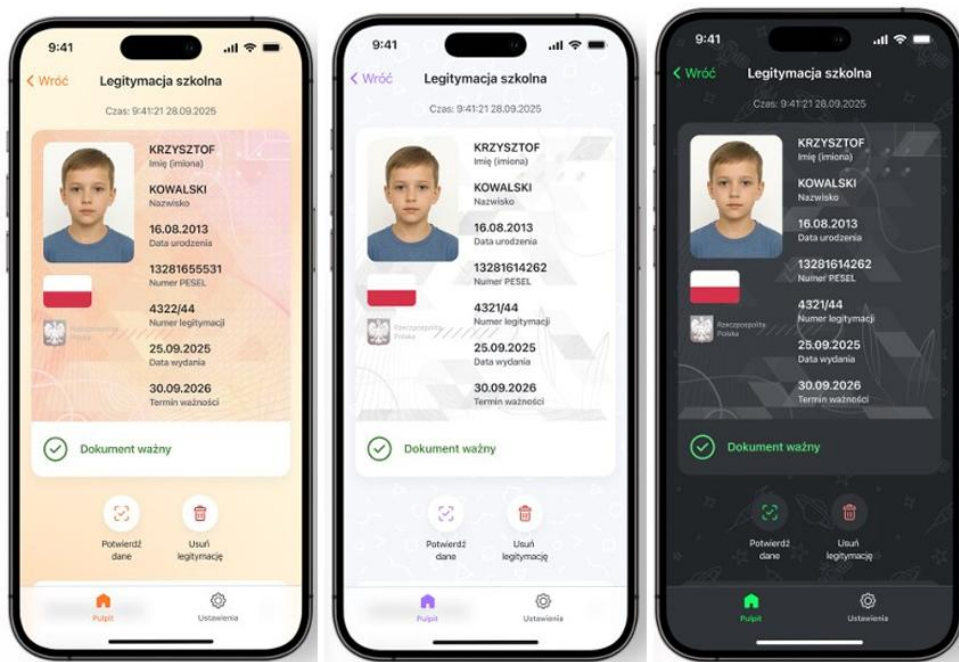 9:41
Wróć
Legitymacja szkolna
Czas: 9:41:21 28.09.2025
KRZYSZTOF
Imię (imiona)
KOWALSKI
Nazwisko
16.08.2013
Data urodzenia
13281655531
Numer PESEL
4322/44
Numer legitymacji
Rzeczpospolita
Polska
25.09.2025
Data wydania
30.09.2026
Termin ważności
Dokument ważny
Potwierdź
dane
Usuń
legitymację
Pulpit
Ustawienia
9:41
Wróć
Legitymacja szkolna
Czas: 9:41:21 28.09.2025
KRZYSZTOF
Imię (imiona)
KOWALSKI
Nazwisko
16.08.2013
Data urodzenia
13281614262
Numer PESEL
4321/44
Numer legitymacji
Rzeczpospolita
Polska
25.09.2025
Data wydania
30.09.2026
Termin ważności
Dokument ważny
Potwierdź
dane
Usuń
legitymację
Pulpit
Ustawienia
9:41
Wróć
Legitymacja szkolna
Czas: 9:41:21 28.09.2025
KRZYSZTOF
Imię (imiona)
KOWALSKI
Nazwisko
16.08.2013
Data urodzenia
13281614262
Numer PESEL
4321/44
Numer legitymacji
Rzeczpospolita
Polska
25.09.2025
Data wydania
30.09.2026
Termin ważności
Dokument ważny
Potwierdź
dane
Usuń
legitymację
Pulpit
Ustawienia